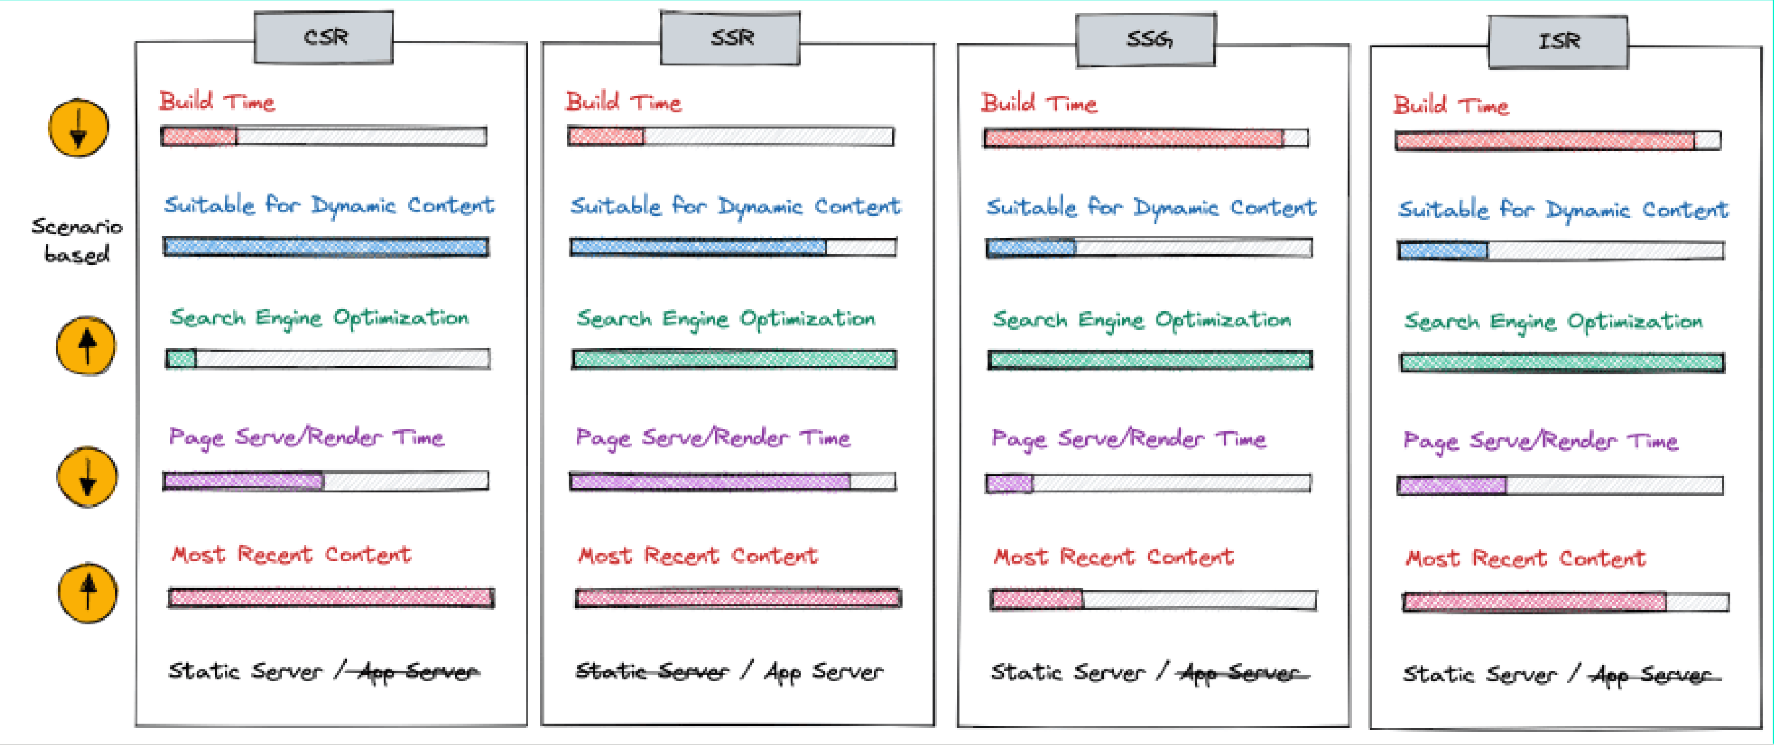 CSR
SSR
SSG
ISR
Build Time
Build Time
Build Time
Build Time
Scenario
based
Suitable for Dynamic Content
Suitable for Dynamic Content
Suitable for Dynamic Content
Suitable for Dynamic Content
Search Engine Optimization
Search Engine Optimization
Search Engine Optimization
Search Engine Optimization
Page Serve/Render Time
Page Serve/Render Time
Page Serve/Render Time
Page Serve/Render Time
Most Recent Content
Most Recent Content
Most Recent Content
Most Recent Content
Static Server / App Server
Static Server / App Server
Static Server / App Server
Static Server / App Server